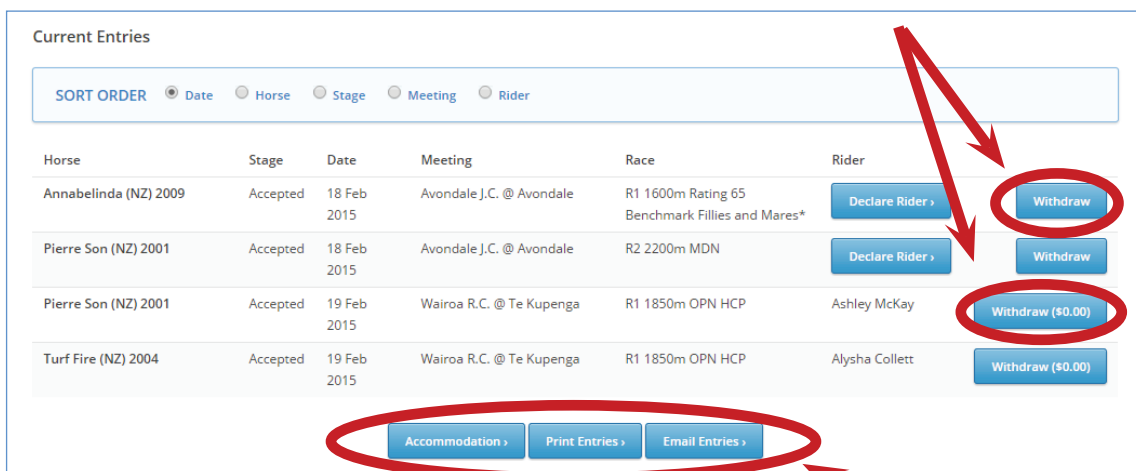 Current Entries
SORT ORDER Date Horse Stage Meeting Rider
Horse Stage Date Meeting Race Rider
Annabelinda (NZ) 2009 Accepted 18 Feb Avondale J.C. @ Avondale R1 1600m Rating 65 Declare Rider › Withdraw
2015 Benchmark Fillies and Mares*
Pierre Son (NZ) 2001 Accepted 18 Feb Avondale J.C. @ Avondale R2 2200m MDN Declare Rider › Withdraw
2015
Pierre Son (NZ) 2001 Accepted 19 Feb Wairoa R.C. @ Te Kupenga R1 1850m OPN HCP Ashley McKay Withdraw ($0.00)
2015
Turf Fire (NZ) 2004 Accepted 19 Feb Wairoa R.C. @ Te Kupenga R1 1850m OPN HCP Alysha Collett Withdraw ($0.00)
2015
Accommodation › Print Entries › Email Entries ›